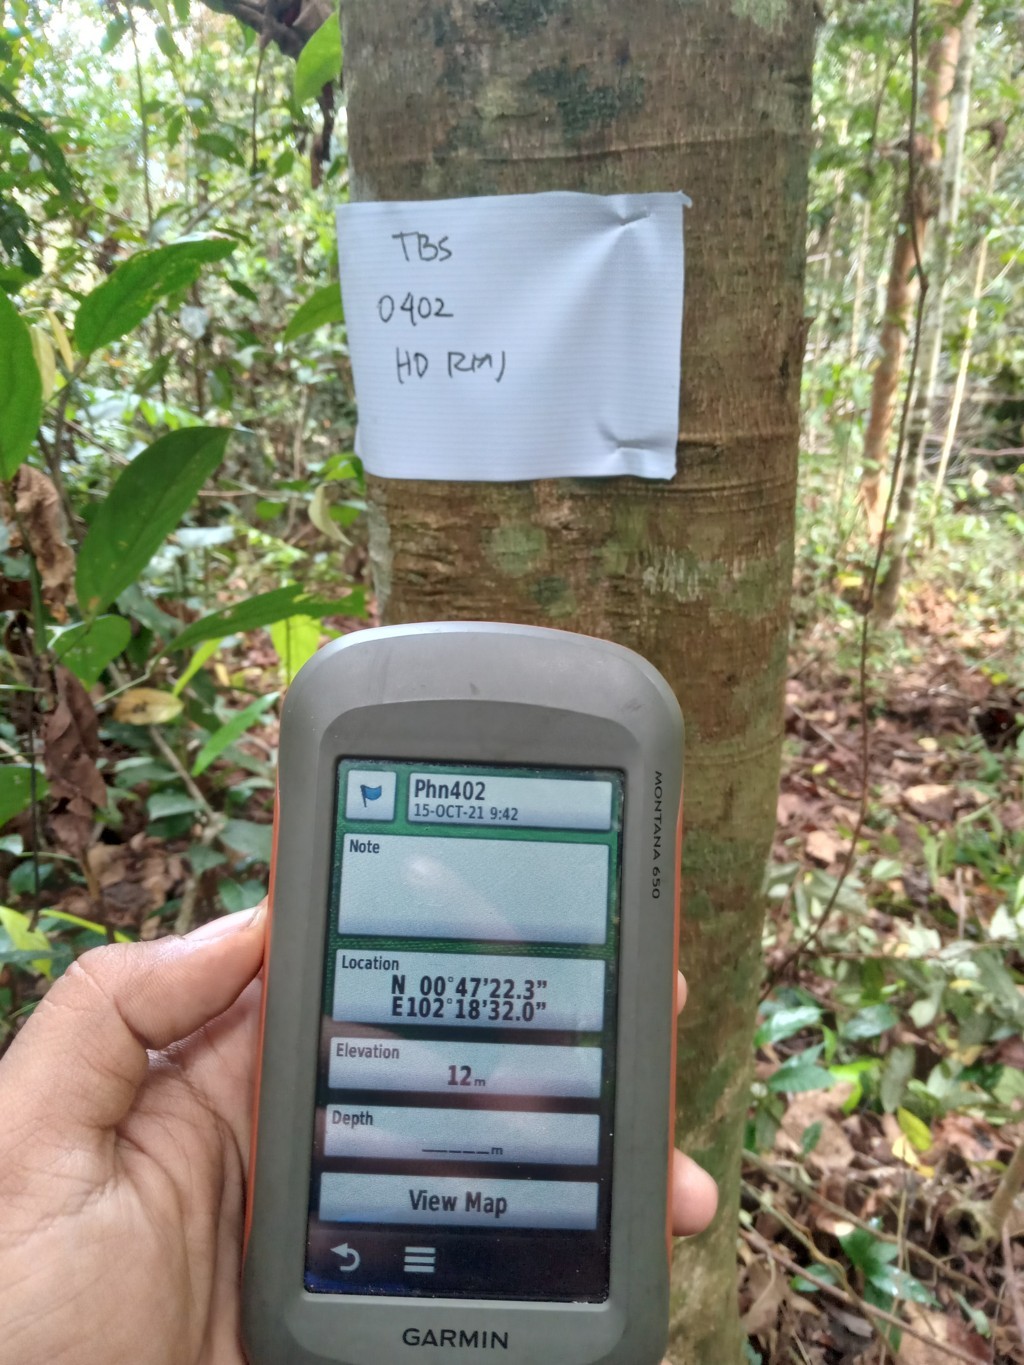 TBS
0402
HD RMJ
Phn402
15-OCT-21 9:42
Note
Location
N 00°47'22.3"
E102°18'32.0"
Elevation
12m
Depth
_____m
View Map
MONTANA 650
GARMIN